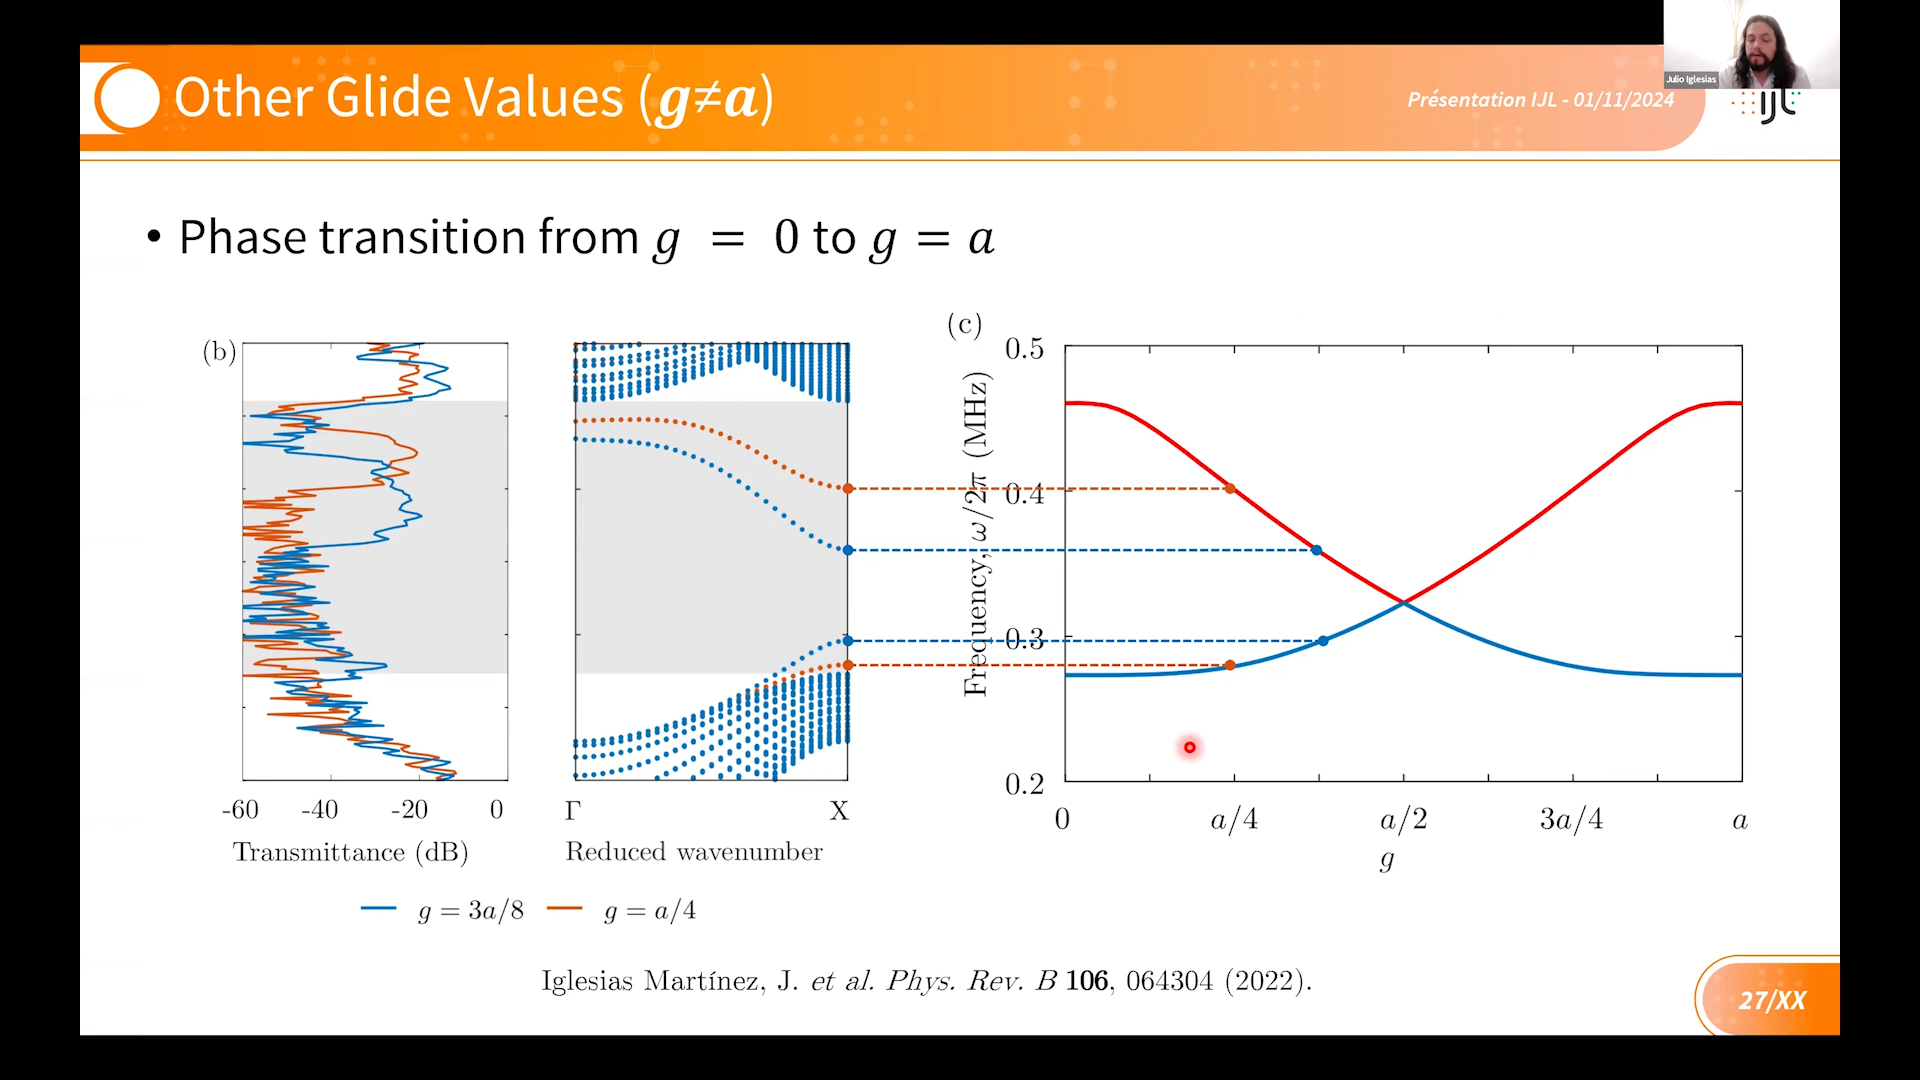 Julio Iglesias
Other Glide Values (g≠a)
Présentation IJL - 01/11/2024
ijl
• Phase transition from g = 0 to g = a
(b)
-60 -40 -20 0
Transmittance (dB)
Γ X
Reduced wavenumber
g = 3a/8 g = a/4
(c)
Frequency, ω/2π (MHz)
0.5
0.4
0.3
0.2
0 a/4 a/2 3a/4 a
g
Iglesias Martínez, J. et al. Phys. Rev. B 106, 064304 (2022).
27/XX